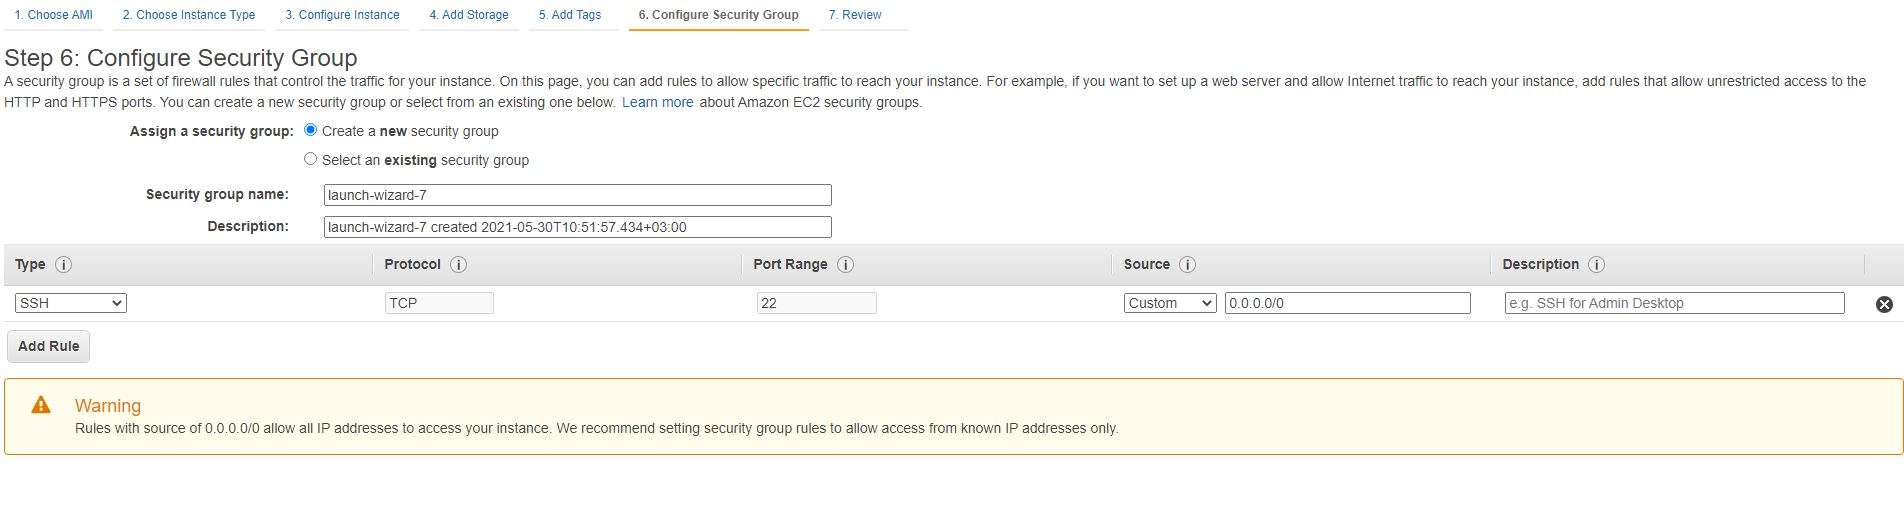 1. Choose AMI 2. Choose Instance Type 3. Configure Instance 4. Add Storage 5. Add Tags 6. Configure Security Group 7. Review
Step 6: Configure Security Group
A security group is a set of firewall rules that control the traffic for your instance. On this page, you can add rules to allow specific traffic to reach your instance. For example, if you want to set up a web server and allow Internet traffic to reach your instance, add rules that allow unrestricted access to the
HTTP and HTTPS ports. You can create a new security group or select from an existing one below. Learn more about Amazon EC2 security groups.
Assign a security group: Create a new security group
Select an existing security group
Security group name: launch-wizard-7
Description: launch-wizard-7 created 2021-05-30T10:51:57.434+03:00
Type i Protocol i Port Range i Source i Description i
SSH TCP 22 Custom 0.0.0.0/0 e.g. SSH for Admin Desktop
Add Rule
Warning
Rules with source of 0.0.0.0/0 allow all IP addresses to access your instance. We recommend setting security group rules to allow access from known IP addresses only.